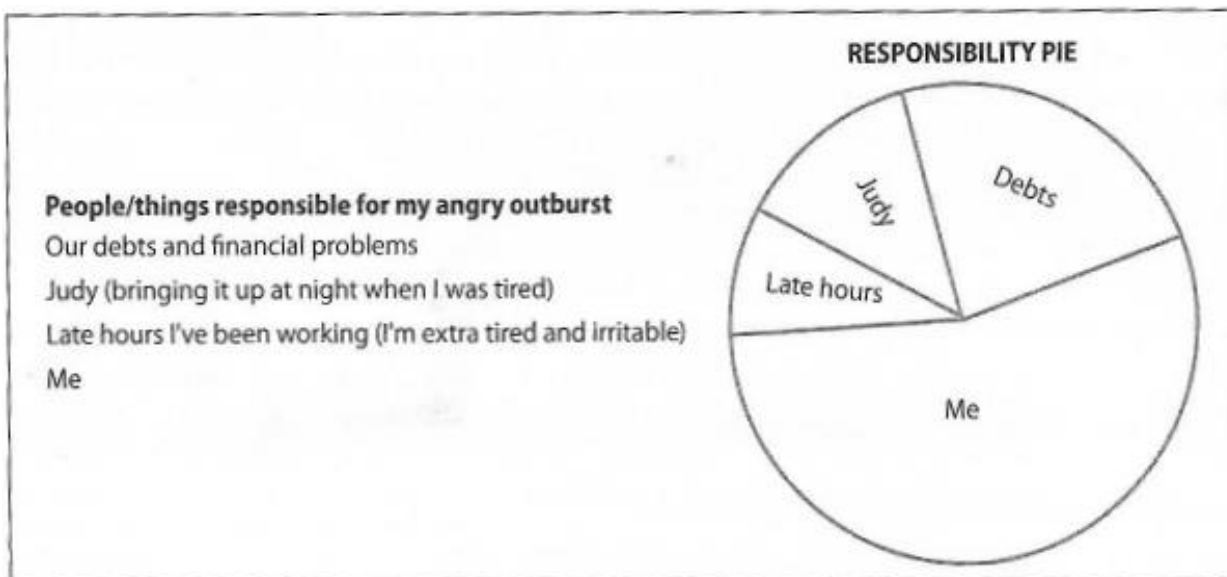 RESPONSIBILITY PIE
People/things responsible for my angry outburst
Our debts and financial problems
Judy (bringing it up at night when I was tired)
Late hours I've been working (I'm extra tired and irritable)
Me
Judy
Debts
Late hours
Me